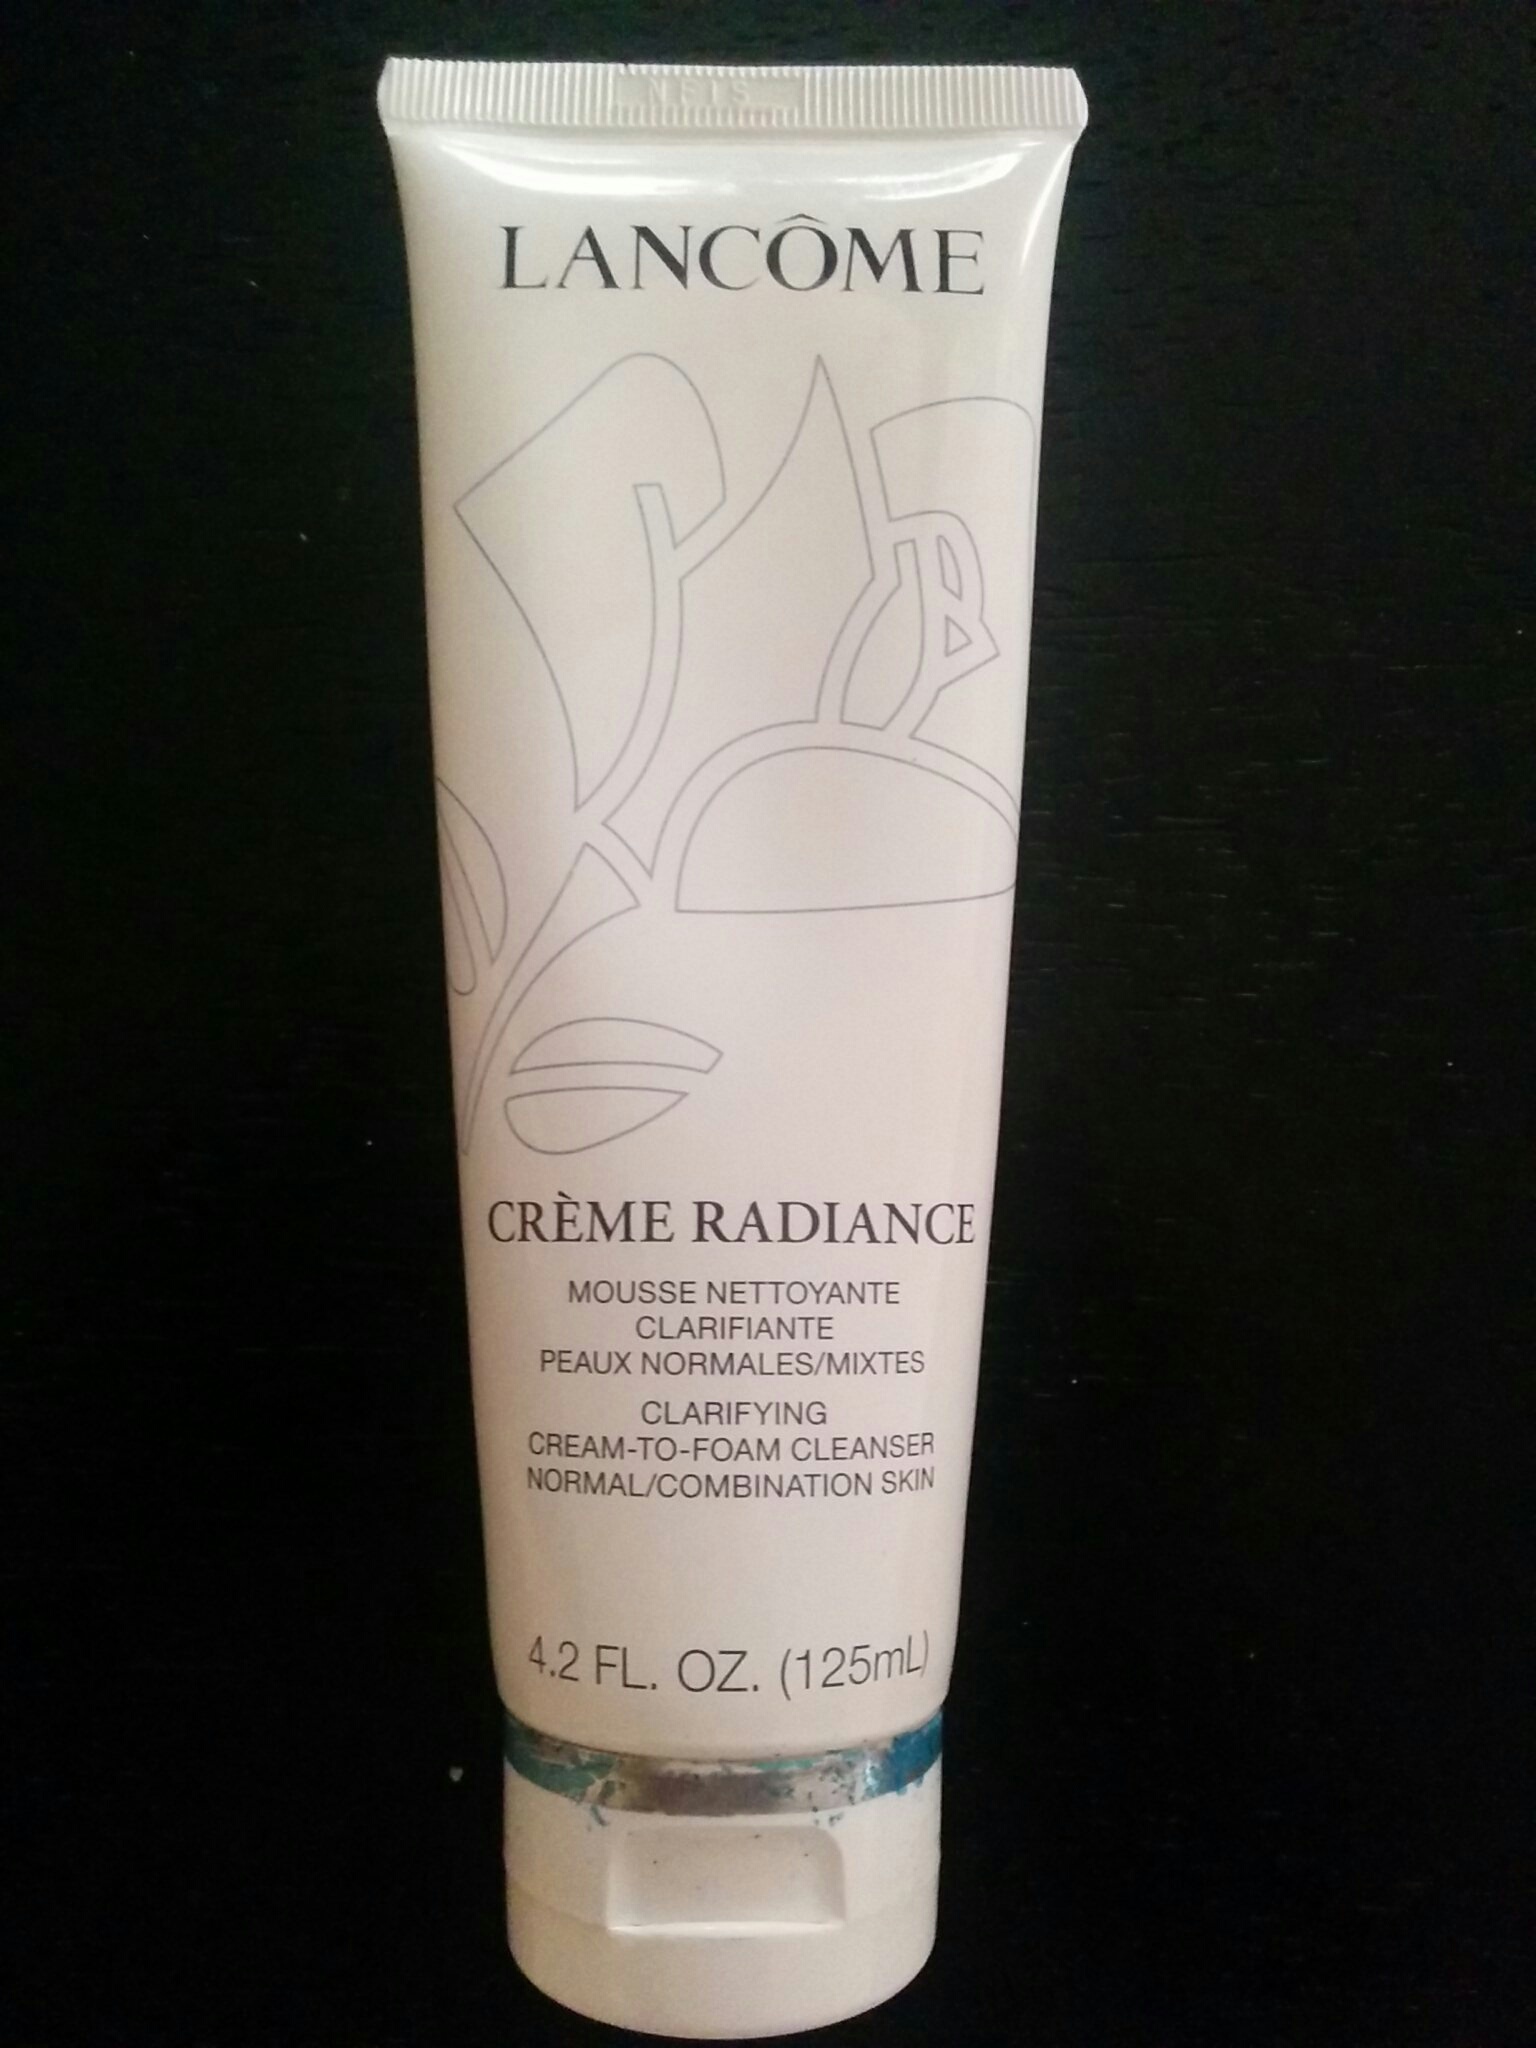 LANCÔME
CRÈME RADIANCE
MOUSSE NETTOYANTE
CLARIFIANTE
PEAUX NORMALES/MIXTES
CLARIFYING
CREAM-TO-FOAM CLEANSER
NORMAL/COMBINATION SKIN
4.2 FL. OZ. (125mL)